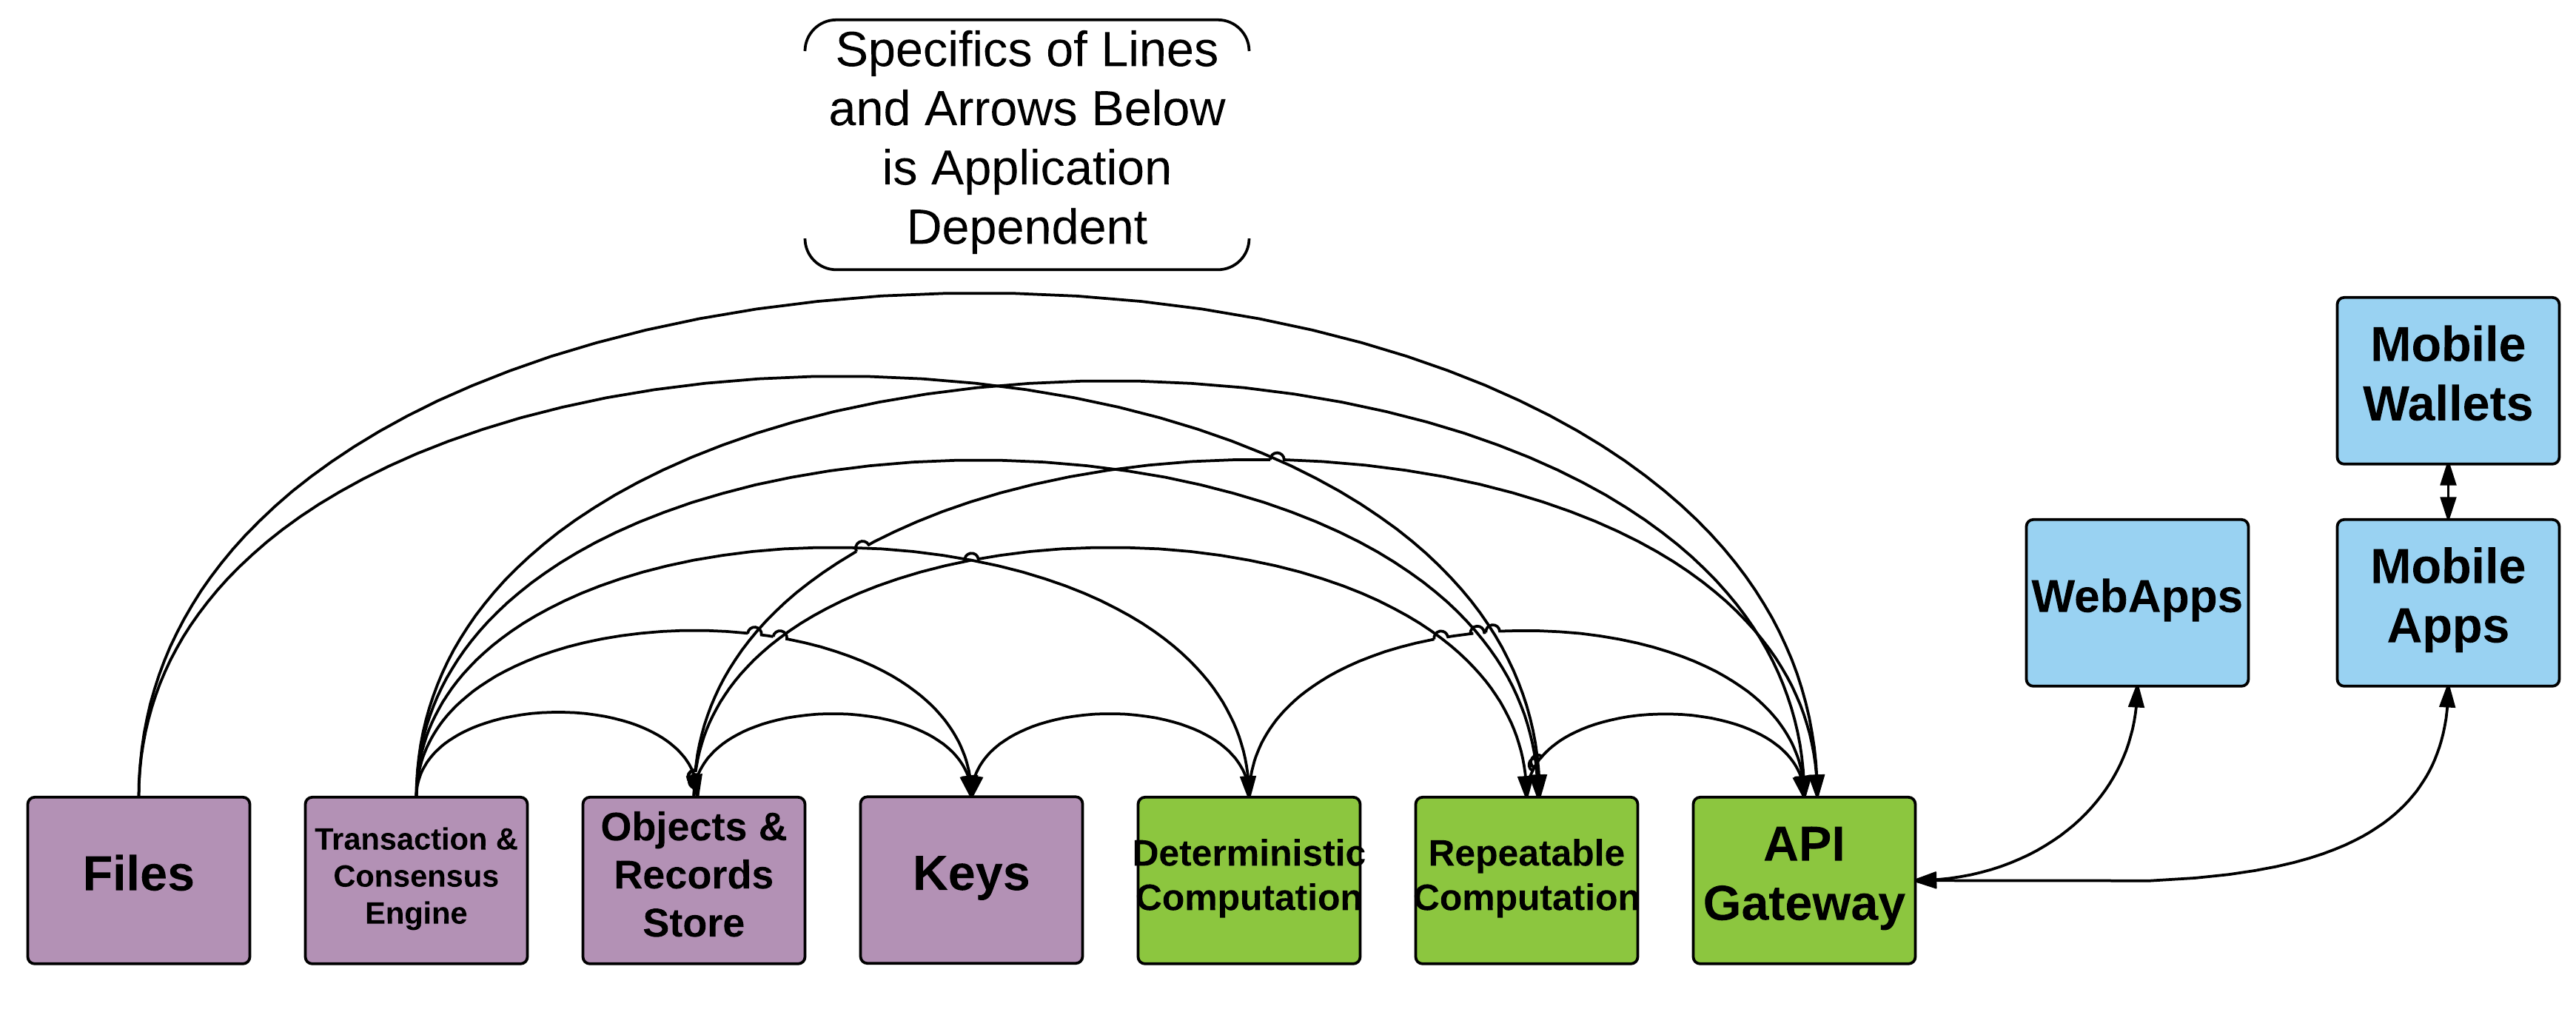 Specifics of Lines
and Arrows Below
is Application
Dependent
Mobile
Wallets
WebApps
Mobile
Apps
Files
Transaction &
Consensus
Engine
Objects &
Records
Store
Keys
Deterministic
Computation
Repeatable
Computation
API
Gateway